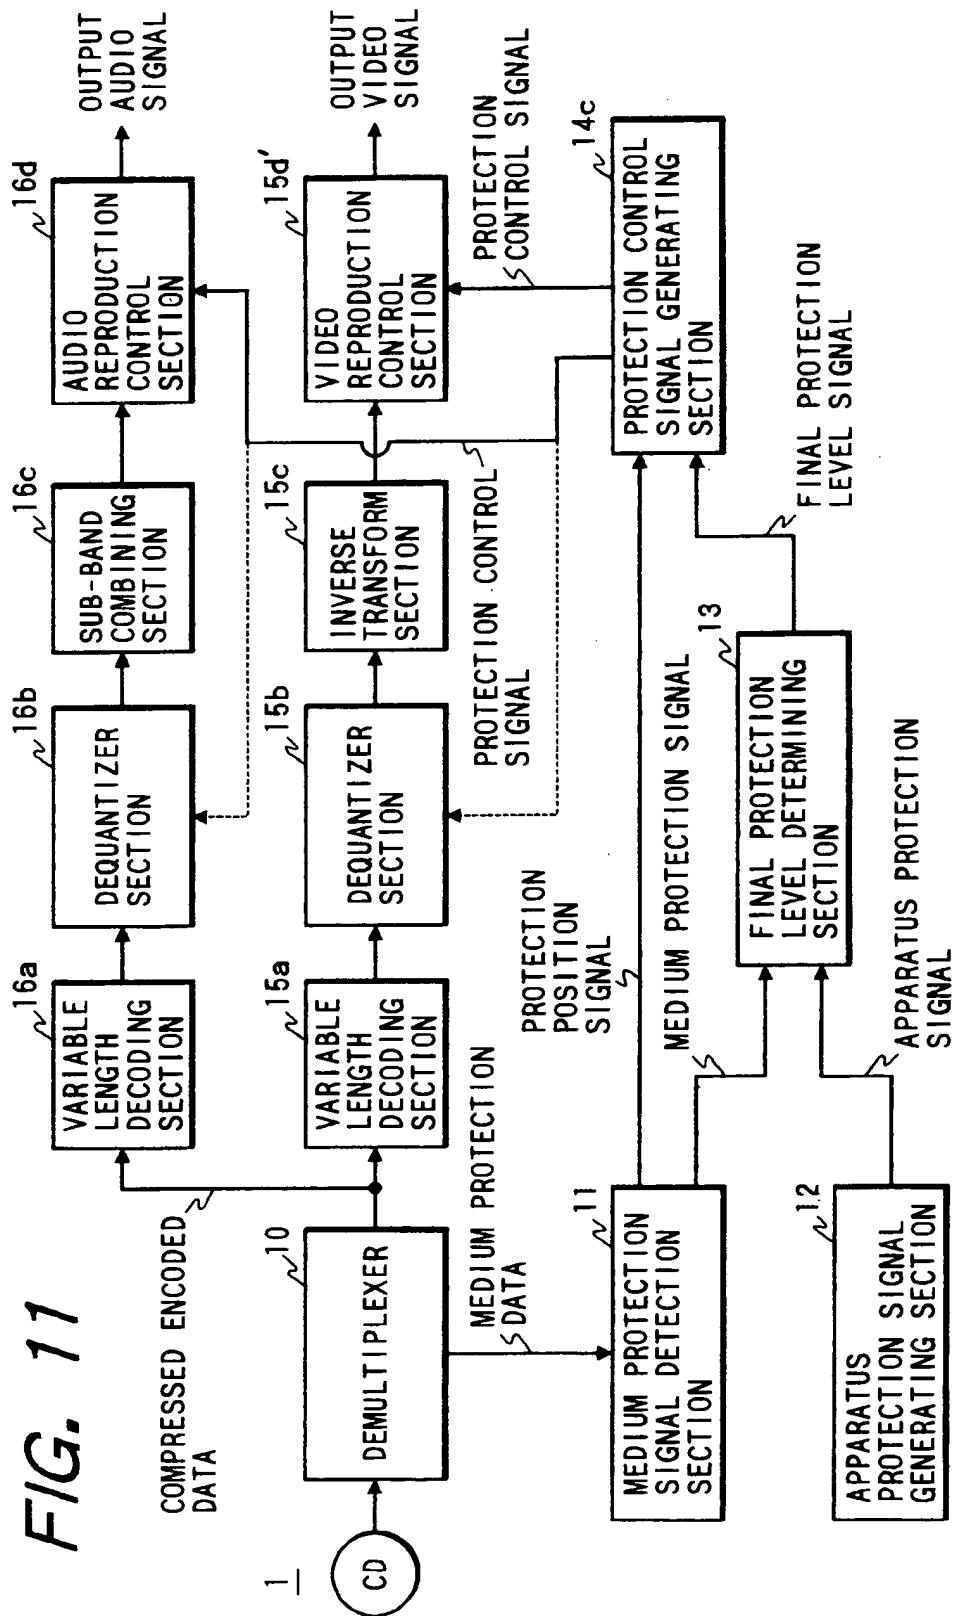 FIG. 11
1
CD
COMPRESSED ENCODED
DATA
10
DEMULTIPLEXER
MEDIUM PROTECTION
DATA
16a
VARIABLE
LENGTH
DECODING
SECTION
16b
DEQUANTIZER
SECTION
16c
SUB-BAND
COMBINING
SECTION
16d
AUDIO
REPRODUCTION
CONTROL
SECTION
OUTPUT
AUDIO
SIGNAL
15a
VARIABLE
LENGTH
DECODING
SECTION
15b
DEQUANTIZER
SECTION
15c
INVERSE
TRANSFORM
SECTION
15d'
VIDEO
REPRODUCTION
CONTROL
SECTION
OUTPUT
VIDEO
SIGNAL
PROTECTION CONTROL
SIGNAL
PROTECTION
CONTROL SIGNAL
11
MEDIUM PROTECTION
SIGNAL DETECTION
SECTION
PROTECTION
POSITION
SIGNAL
14c
PROTECTION CONTROL
SIGNAL GENERATING
SECTION
MEDIUM PROTECTION SIGNAL
12
APPARATUS
PROTECTION SIGNAL
GENERATING SECTION
APPARATUS PROTECTION
SIGNAL
13
FINAL PROTECTION
LEVEL DETERMINING
SECTION
FINAL PROTECTION
LEVEL SIGNAL